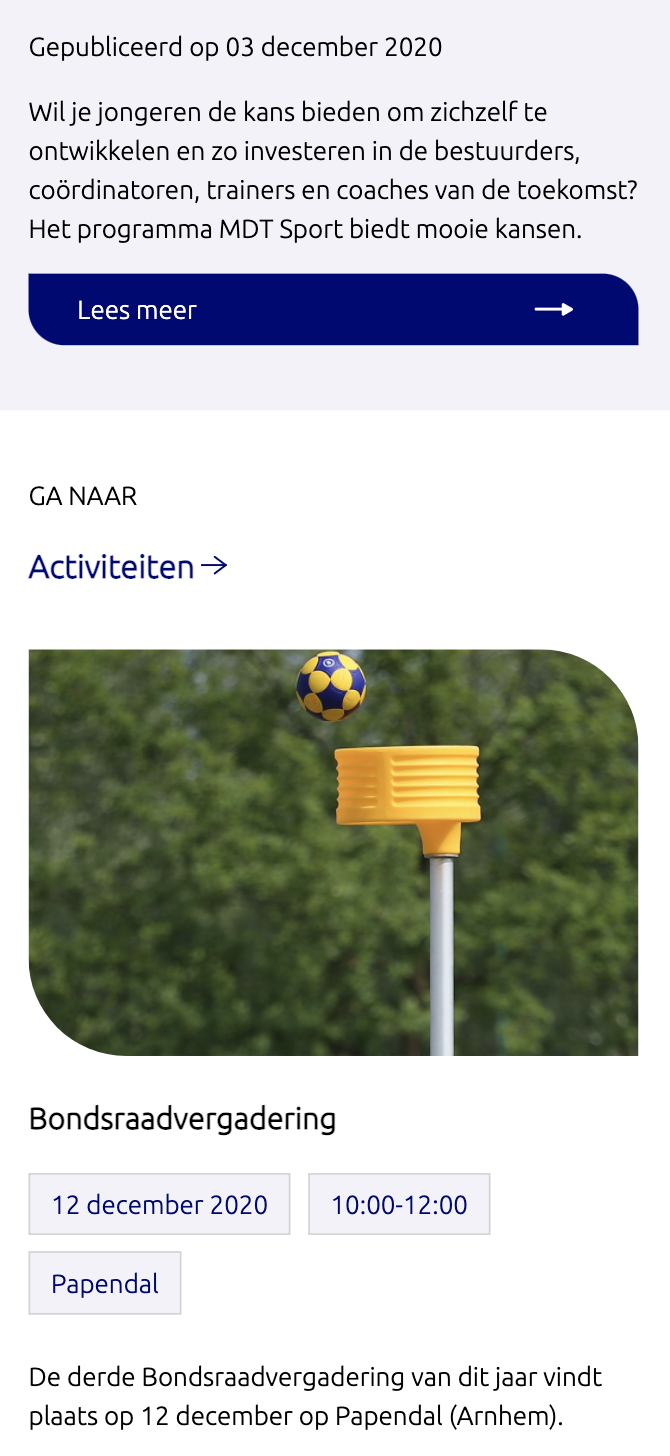 Gepubliceerd op 03 december 2020
Wil je jongeren de kans bieden om zichzelf te
ontwikkelen en zo investeren in de bestuurders,
coördinatoren, trainers en coaches van de toekomst?
Het programma MDT Sport biedt mooie kansen.
Lees meer
GA NAAR
Activiteiten
Bondsraadvergadering
12 december 2020
10:00-12:00
Papendal
De derde Bondsraadvergadering van dit jaar vindt
plaats op 12 december op Papendal (Arnhem).